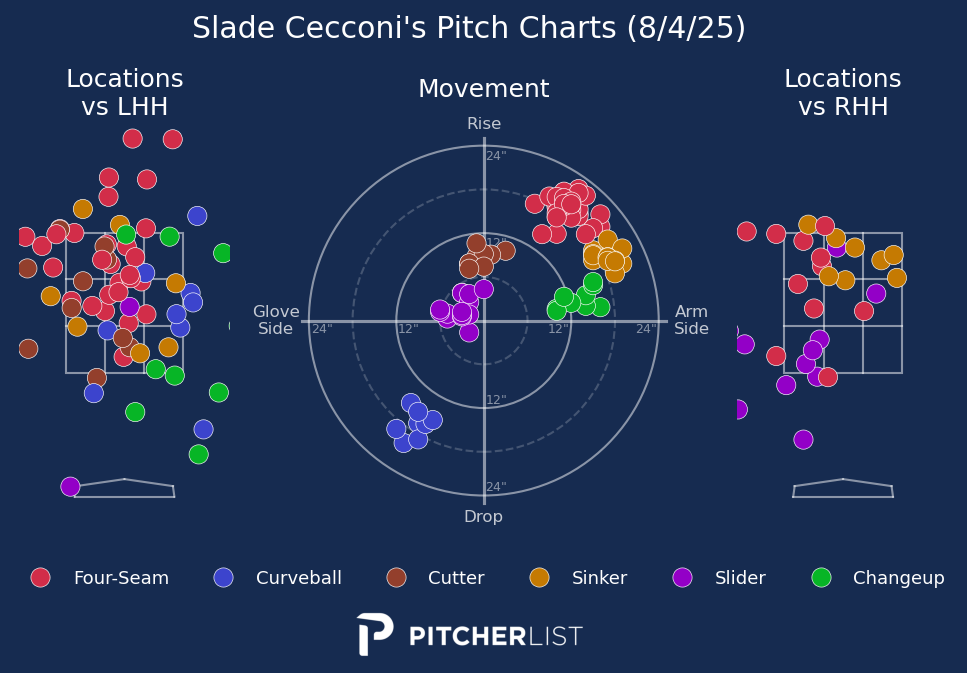 Slade Cecconi's Pitch Charts (8/4/25)
Locations
vs LHH
Movement
Locations
vs RHH
Rise
24"
12"
Glove
Side
24"
12"
12"
24"
Arm
Side
12"
24"
Drop
Four-Seam
Curveball
Cutter
Sinker
Slider
Changeup
PITCHERLIST